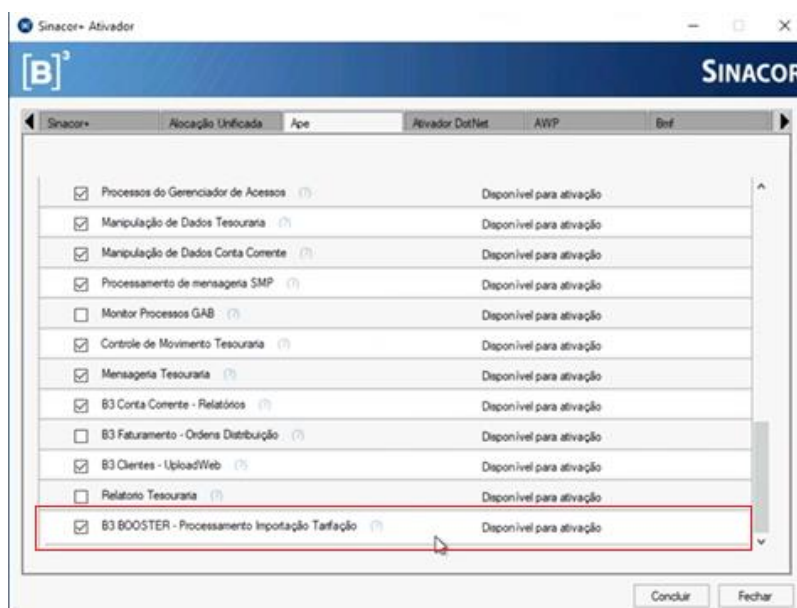 Sinacor+ Ativador
[B]³
SINACOR
Sinacor+ Alocação Unificada Ape Ativador DotNet AWP Bmf
Processos do Gerenciador de Acessos (?) Disponível para ativação
Manipulação de Dados Tesouraria (?) Disponível para ativação
Manipulação de Dados Conta Corrente (?) Disponível para ativação
Processamento de mensageria SMP (?) Disponível para ativação
Monitor Processos GAB (?) Disponível para ativação
Controle de Movimento Tesouraria (?) Disponível para ativação
Mensageria Tesouraria (?) Disponível para ativação
B3 Conta Corrente - Relatórios (?) Disponível para ativação
B3 Faturamento - Ordens Distribuição (?) Disponível para ativação
B3 Clientes - UploadWeb (?) Disponível para ativação
Relatorio Tesouraria (?) Disponível para ativação
B3 BOOSTER - Processamento Importação Tarifação (?) Disponível para ativação
Concluir Fechar